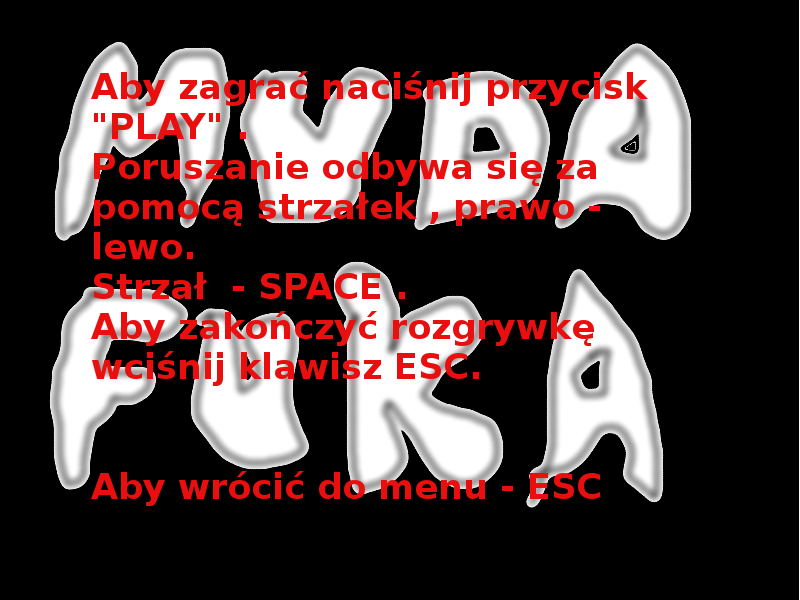 MUDA
FUKA
Aby zagrać naciśnij przycisk
"PLAY" .
Poruszanie odbywa się za
pomocą strzałek , prawo -
lewo.
Strzał  - SPACE .
Aby zakończyć rozgrywkę
wciśnij klawisz ESC.
Aby wrócić do menu - ESC